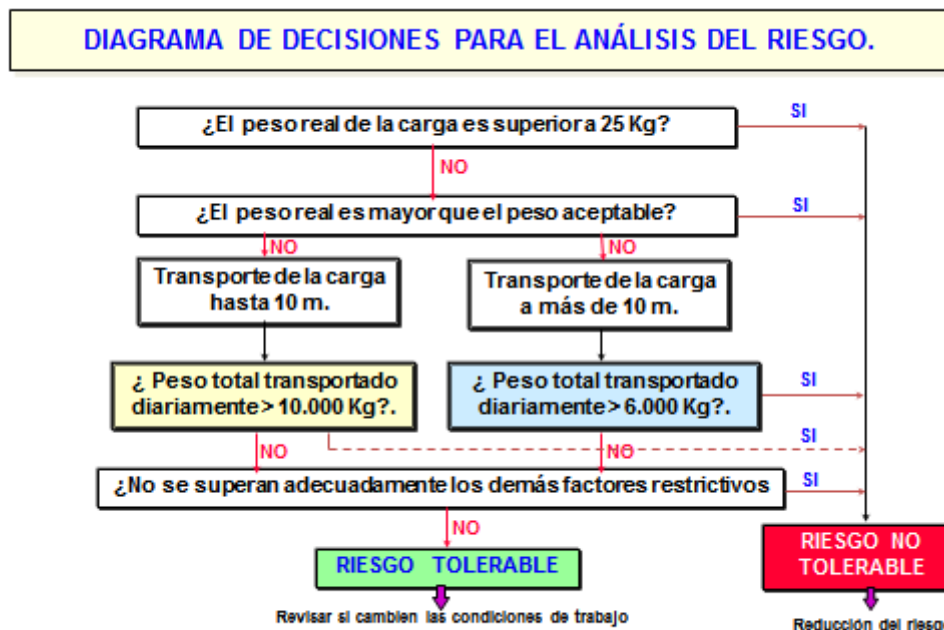 DIAGRAMA DE DECISIONES PARA EL ANÁLISIS DEL RIESGO.
¿El peso real de la carga es superior a 25 Kg?
SI
NO
¿El peso real es mayor que el peso aceptable?
SI
NO
NO
Transporte de la carga
hasta 10 m.
Transporte de la carga
a más de 10 m.
¿ Peso total transportado
diariamente > 10.000 Kg?.
¿ Peso total transportado
diariamente > 6.000 Kg?.
SI
SI
NO
NO
¿No se superan adecuadamente los demás factores restrictivos
SI
NO
RIESGO TOLERABLE
RIESGO NO
TOLERABLE
Revisar si cambien las condiciones de trabajo
Reducción del riesgo